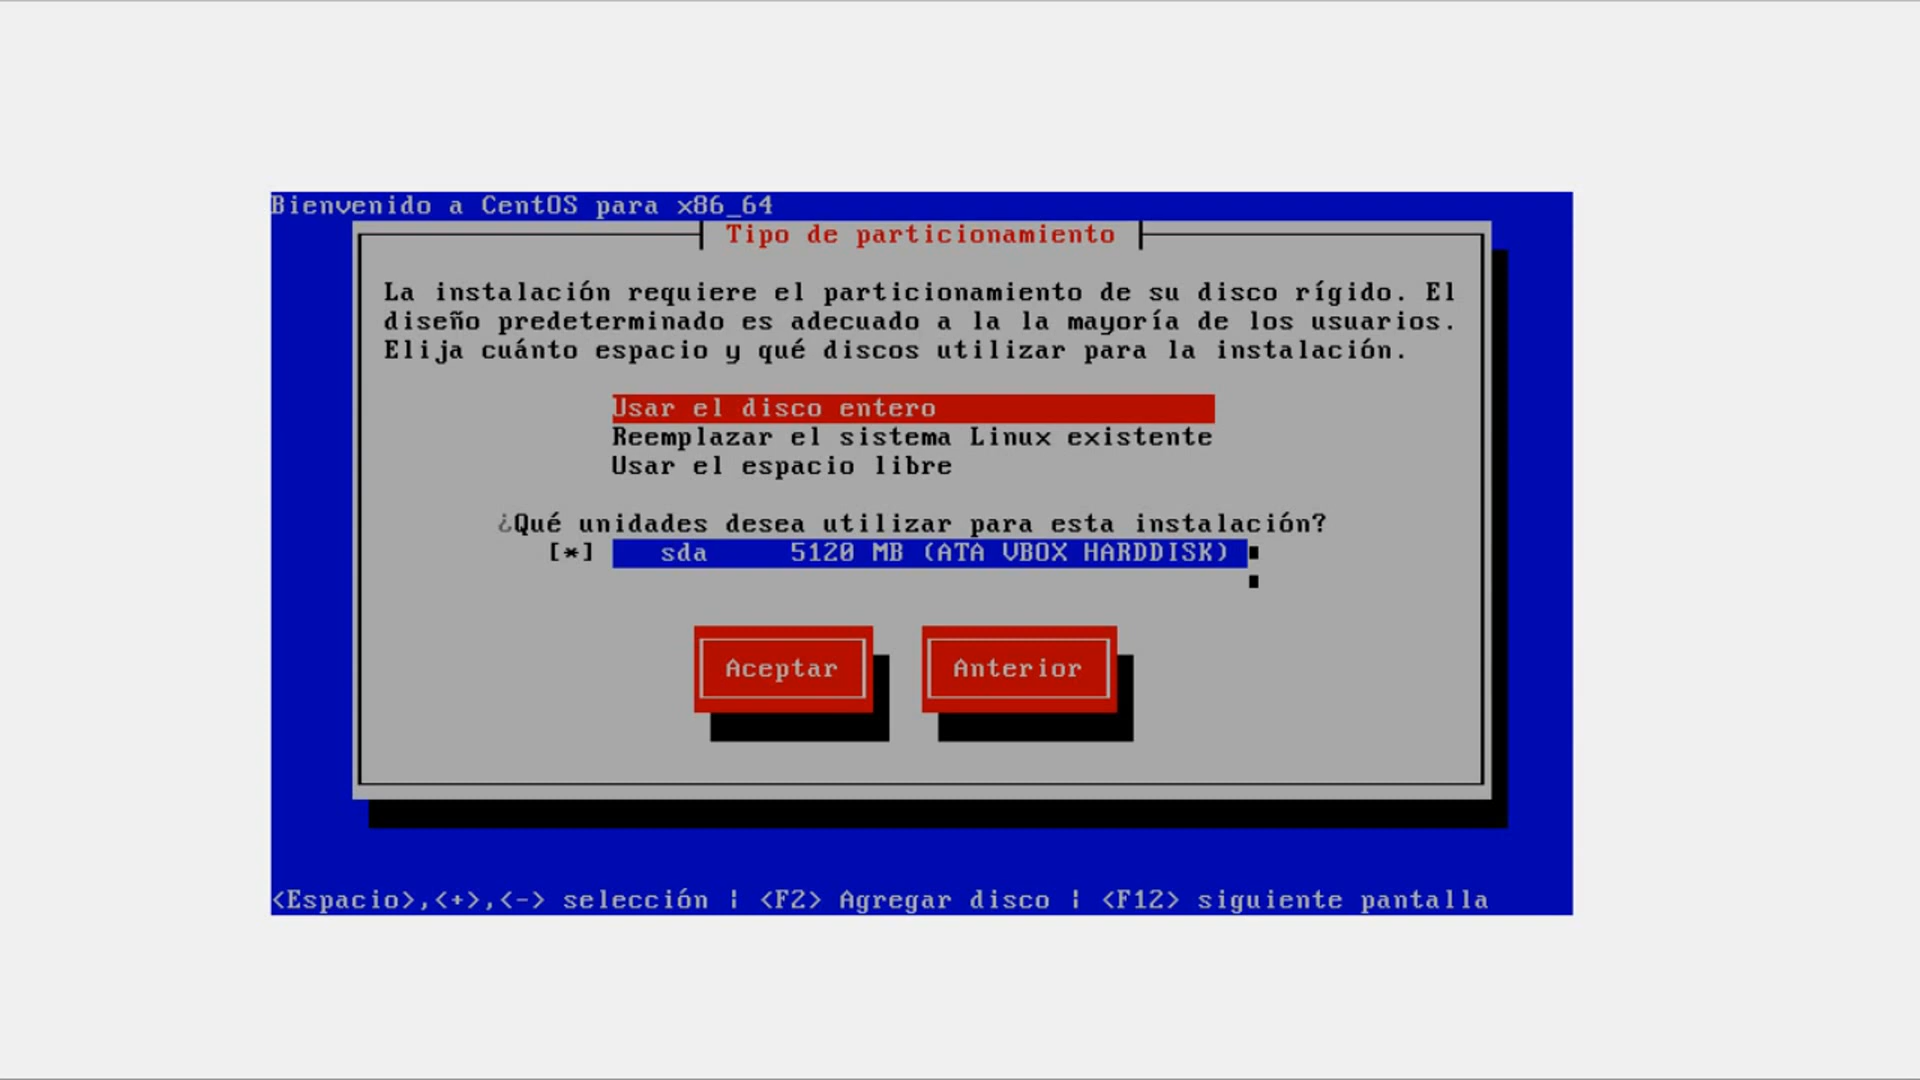 Bienvenido a CentOS para x86_64
Tipo de particionamiento
La instalación requiere el particionamiento de su disco rígido. El
diseño predeterminado es adecuado a la la mayoría de los usuarios.
Elija cuánto espacio y qué discos utilizar para la instalación.
Usar el disco entero
Reemplazar el sistema Linux existente
Usar el espacio libre
¿Qué unidades desea utilizar para esta instalación?
[*] sda 5120 MB (ATA VBOX HARDDISK)
Aceptar Anterior
<Espacio>,<+>,<-> selección | <F2> Agregar disco | <F12> siguiente pantalla